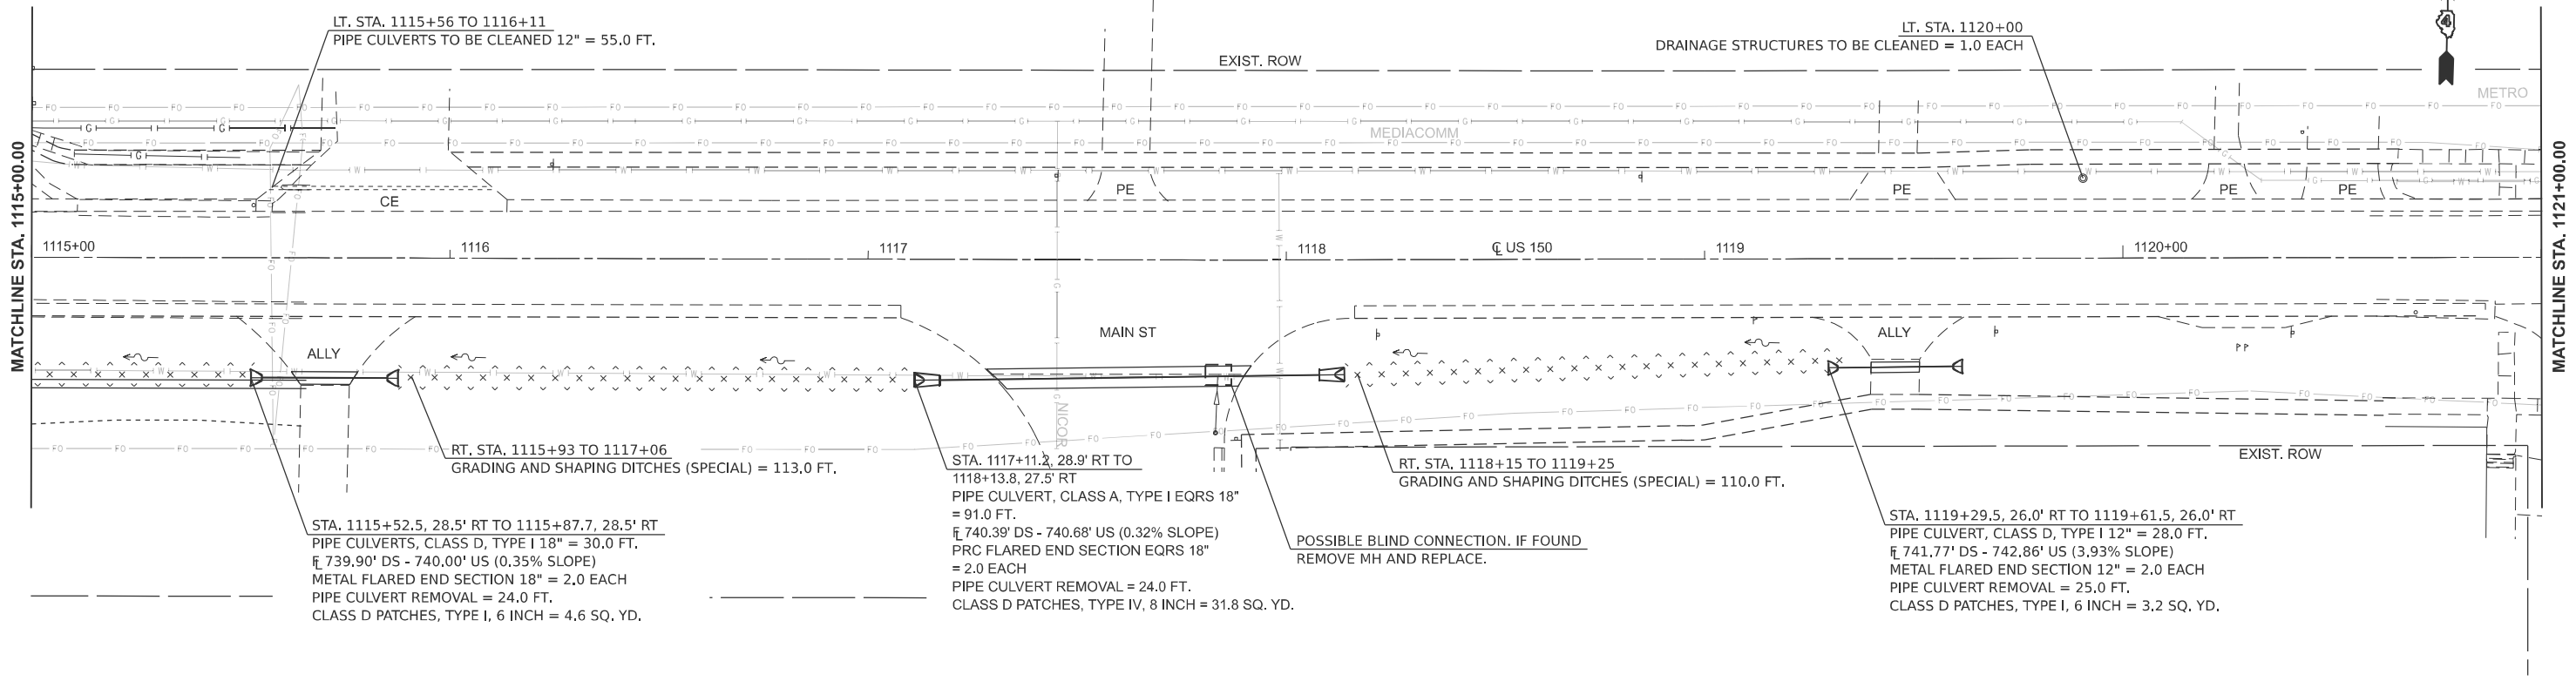 LT. STA. 1115+56 TO 1116+11
PIPE CULVERTS TO BE CLEANED 12" = 55.0 FT.
LT. STA. 1120+00
DRAINAGE STRUCTURES TO BE CLEANED = 1.0 EACH
4
EXIST. ROW
METRO
MEDIACOMM
MATCHLINE STA. 1115+00.00
MATCHLINE STA. 1121+00.00
CE
PE
PE
PE
PE
1115+00
1116
1117
1118
℄ US 150
1119
1120+00
ALLY
MAIN ST
ALLY
NICOR
RT. STA. 1115+93 TO 1117+06
GRADING AND SHAPING DITCHES (SPECIAL) = 113.0 FT.
STA. 1115+52.5, 28.5' RT TO 1115+87.7, 28.5' RT
PIPE CULVERTS, CLASS D, TYPE I 18" = 30.0 FT.
FL 739.90' DS - 740.00' US (0.35% SLOPE)
METAL FLARED END SECTION 18" = 2.0 EACH
PIPE CULVERT REMOVAL = 24.0 FT.
CLASS D PATCHES, TYPE I, 6 INCH = 4.6 SQ. YD.
STA. 1117+11.2, 28.9' RT TO
1118+13.8, 27.5' RT
PIPE CULVERT, CLASS A, TYPE I EQRS 18"
= 91.0 FT.
FL 740.39' DS - 740.68' US (0.32% SLOPE)
PRC FLARED END SECTION EQRS 18"
= 2.0 EACH
PIPE CULVERT REMOVAL = 24.0 FT.
CLASS D PATCHES, TYPE IV, 8 INCH = 31.8 SQ. YD.
POSSIBLE BLIND CONNECTION. IF FOUND
REMOVE MH AND REPLACE.
RT. STA. 1118+15 TO 1119+25
GRADING AND SHAPING DITCHES (SPECIAL) = 110.0 FT.
EXIST. ROW
STA. 1119+29.5, 26.0' RT TO 1119+61.5, 26.0' RT
PIPE CULVERT, CLASS D, TYPE I 12" = 28.0 FT.
FL 741.77' DS - 742.86' US (3.93% SLOPE)
METAL FLARED END SECTION 12" = 2.0 EACH
PIPE CULVERT REMOVAL = 25.0 FT.
CLASS D PATCHES, TYPE I, 6 INCH = 3.2 SQ. YD.